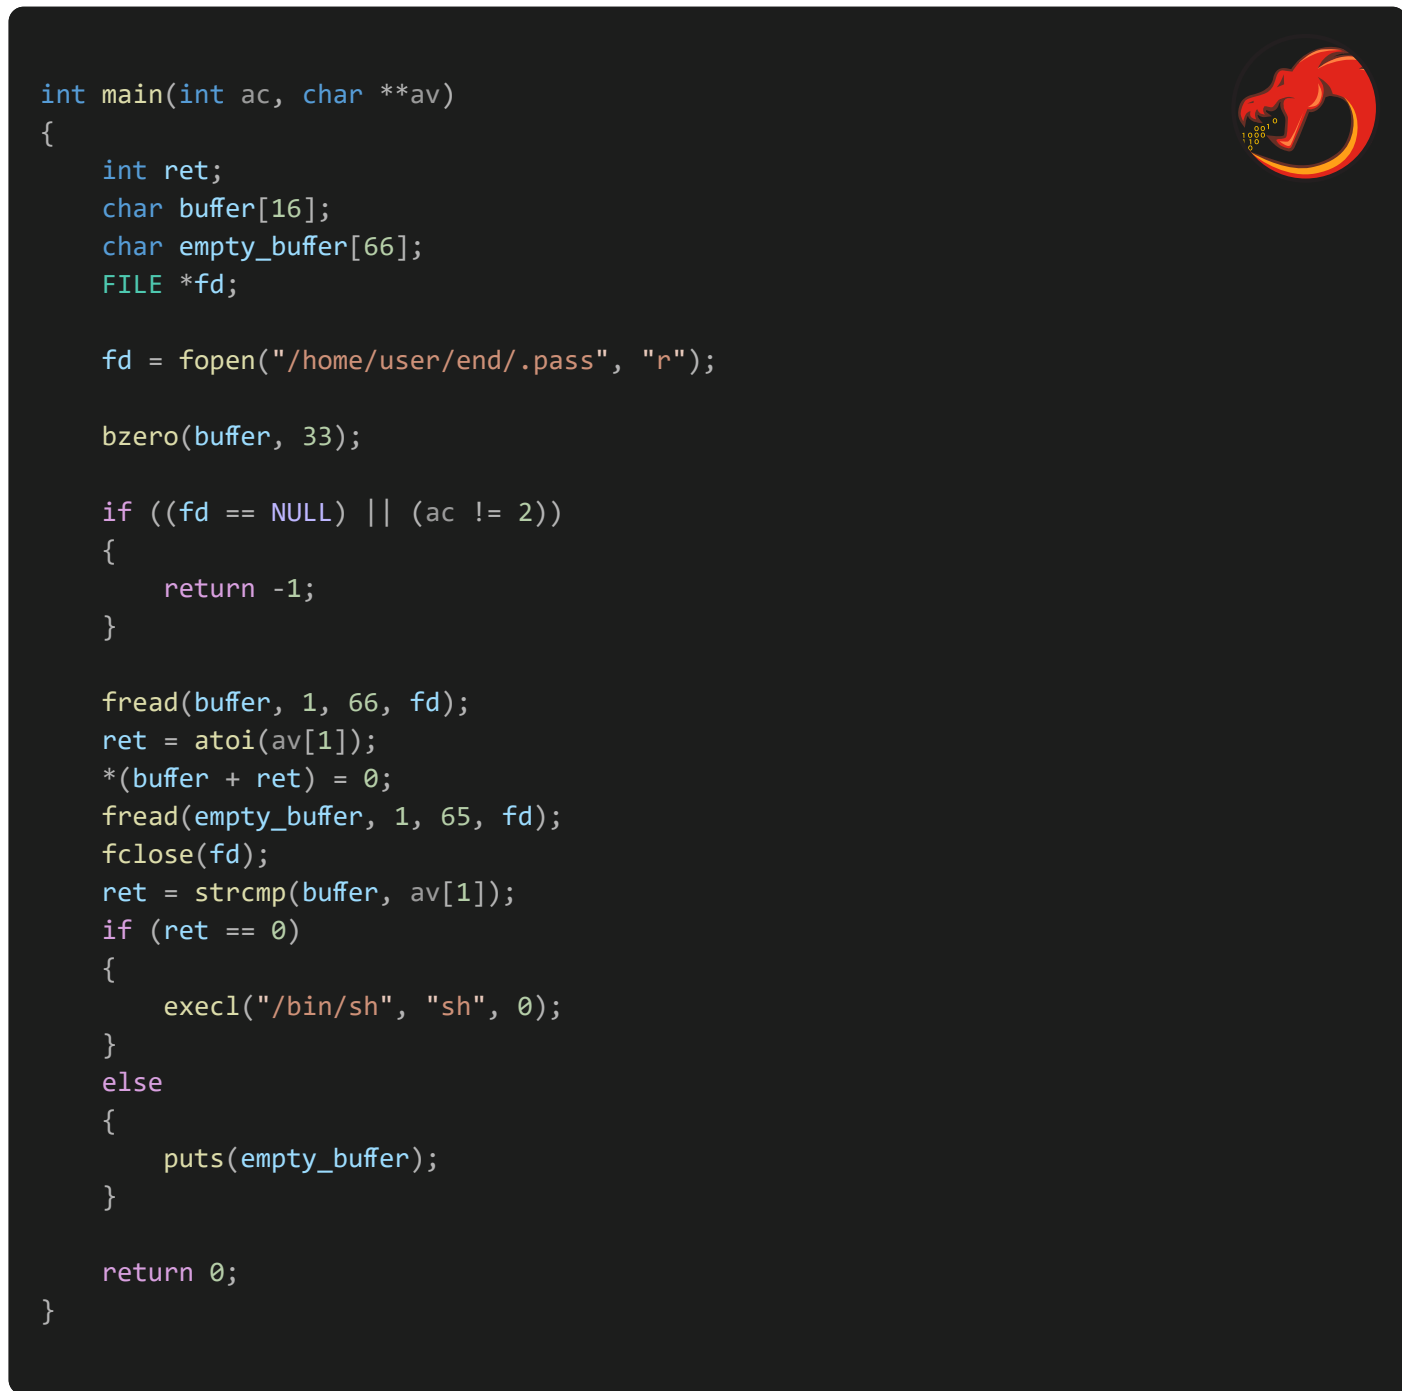 int main(int ac, char **av)
{
    int ret;
    char buffer[16];
    char empty_buffer[66];
    FILE *fd;

    fd = fopen("/home/user/end/.pass", "r");

    bzero(buffer, 33);

    if ((fd == NULL) || (ac != 2))
    {
        return -1;
    }

    fread(buffer, 1, 66, fd);
    ret = atoi(av[1]);
    *(buffer + ret) = 0;
    fread(empty_buffer, 1, 65, fd);
    fclose(fd);
    ret = strcmp(buffer, av[1]);
    if (ret == 0)
    {
        execl("/bin/sh", "sh", 0);
    }
    else
    {
        puts(empty_buffer);
    }

    return 0;
}